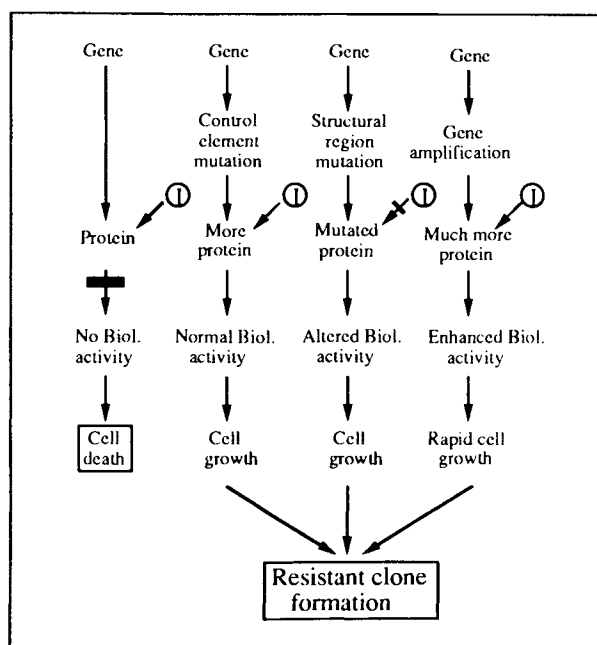 Gene
Gene
Gene
Gene
Control
element
mutation
Structural
region
mutation
Gene
amplification
I
I
I
I
Protein
More
protein
Mutated
protein
Much more
protein
No Biol.
activity
Normal Biol.
activity
Altered Biol.
activity
Enhanced Biol.
activity
Cell
death
Cell
growth
Cell
growth
Rapid cell
growth
Resistant clone
formation